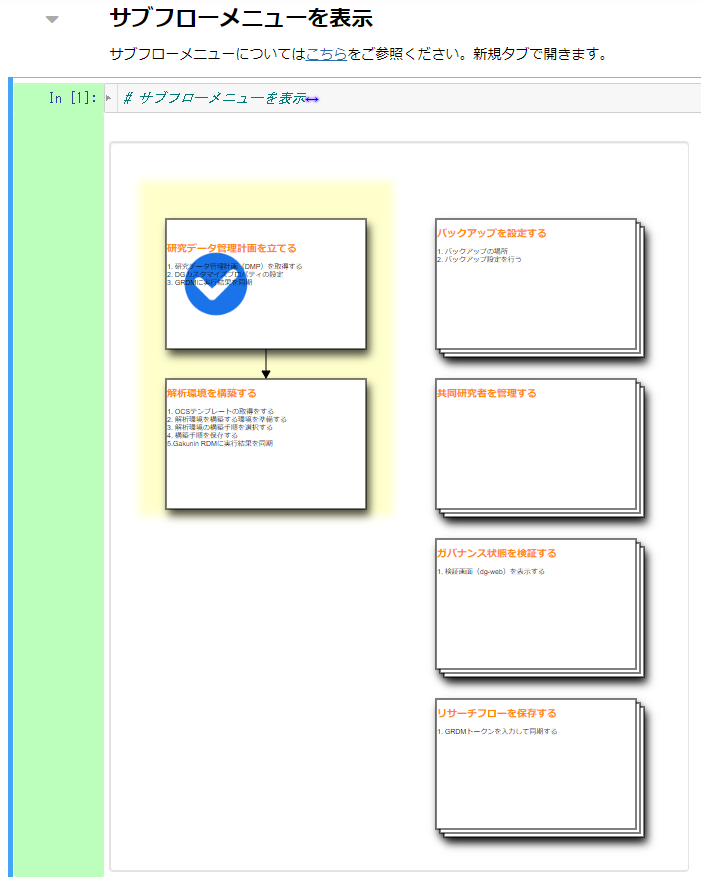 サブフローメニューを表示
サブフローメニューについてはこちらをご参照ください。新規タブで開きます。
In [1]:
# サブフローメニューを表示
研究データ管理計画を立てる
1. 研究データ管理計画（DMP）を取得する
2. DGカスタマイズプロパティの設定
3. GRDMに実行結果を同期
解析環境を構築する
1. OCSテンプレートの取得をする
2. 解析環境を構築する環境を準備する
3. 解析環境の構築手順を選択する
4. 構築手順を保存する
5.Gakunin RDMに実行結果を同期
バックアップを設定する
1. バックアップの場所
2. バックアップ設定を行う
共同研究者を管理する
ガバナンス状態を検証する
1. 検証画面（dg-web）を表示する
リサーチフローを保存する
1. GRDMトークンを入力して同期する